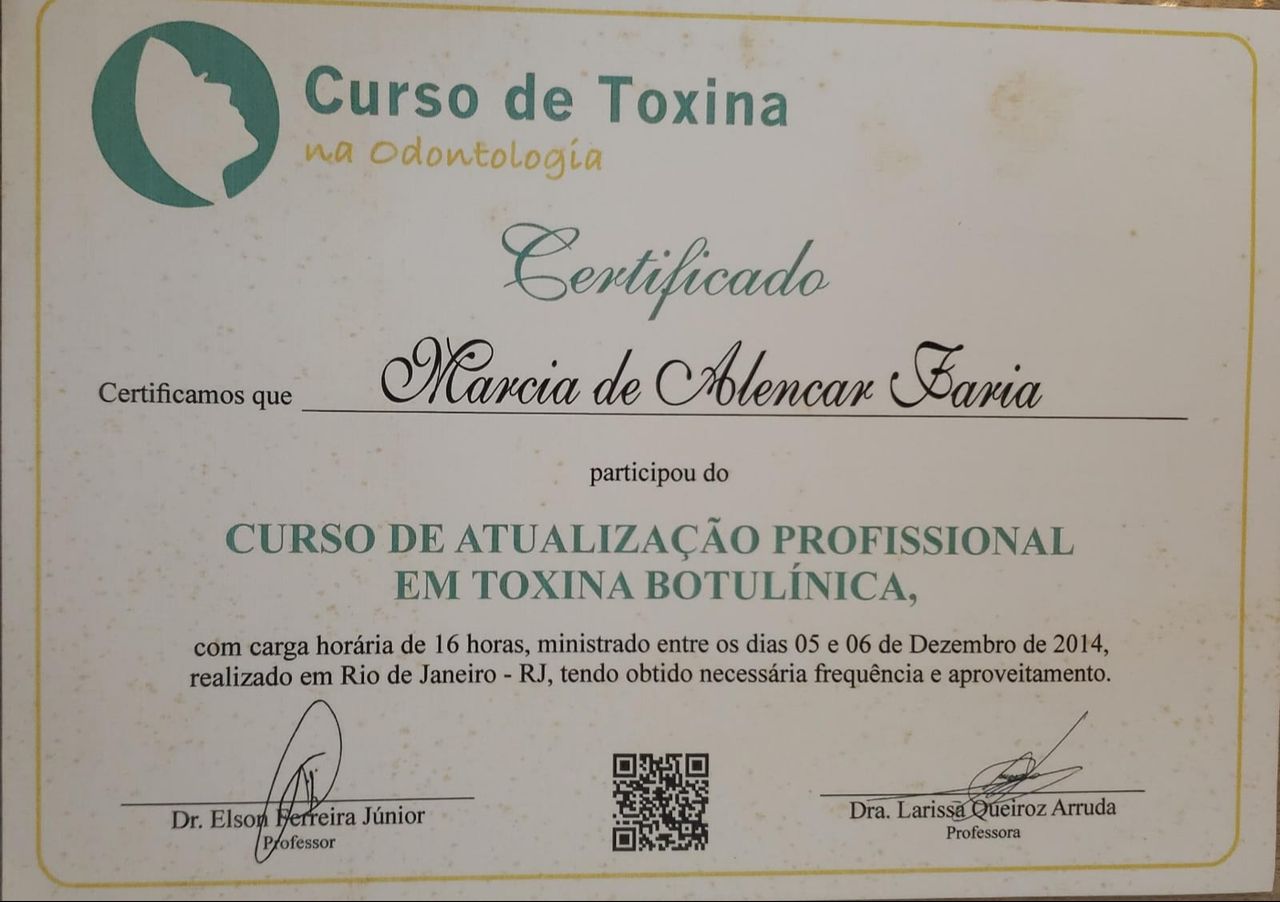 Curso de Toxina
na Odontologia
Certificado
Certificamos que Marcia de Alencar Faria
participou do
CURSO DE ATUALIZAÇÃO PROFISSIONAL
EM TOXINA BOTULÍNICA,
com carga horária de 16 horas, ministrado entre os dias 05 e 06 de Dezembro de 2014,
realizado em Rio de Janeiro - RJ, tendo obtido necessária frequência e aproveitamento.
Dr. Elson Ferreira Júnior
Professor
Dra. Larissa Queiroz Arruda
Professora